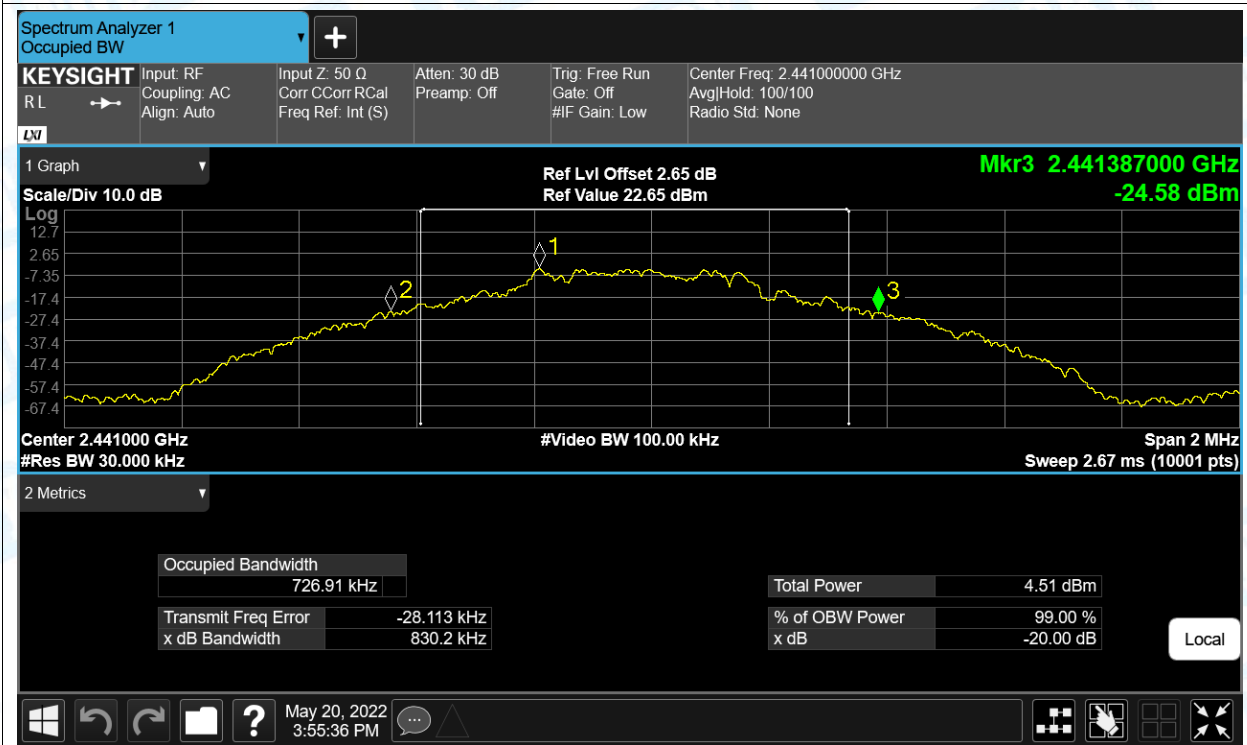 Spectrum Analyzer 1
Occupied BW
KEYSIGHT
R L
LXI
Input: RF
Coupling: AC
Align: Auto
Input Z: 50 Ω
Corr CCorr RCal
Freq Ref: Int (S)
Atten: 30 dB
Preamp: Off
Trig: Free Run
Gate: Off
#IF Gain: Low
Center Freq: 2.441000000 GHz
Avg|Hold: 100/100
Radio Std: None
1 Graph
Scale/Div 10.0 dB
Ref Lvl Offset 2.65 dB
Ref Value 22.65 dBm
Mkr3 2.441387000 GHz
-24.58 dBm
Log
12.7
2.65
-7.35
-17.4
-27.4
-37.4
-47.4
-57.4
-67.4
1
2
3
Center 2.441000 GHz
#Video BW 100.00 kHz
Span 2 MHz
#Res BW 30.000 kHz
Sweep 2.67 ms (10001 pts)
2 Metrics
Occupied Bandwidth
726.91 kHz
Total Power 4.51 dBm
Transmit Freq Error -28.113 kHz
% of OBW Power 99.00 %
x dB Bandwidth 830.2 kHz
x dB -20.00 dB
Local
?
May 20, 2022
3:55:36 PM